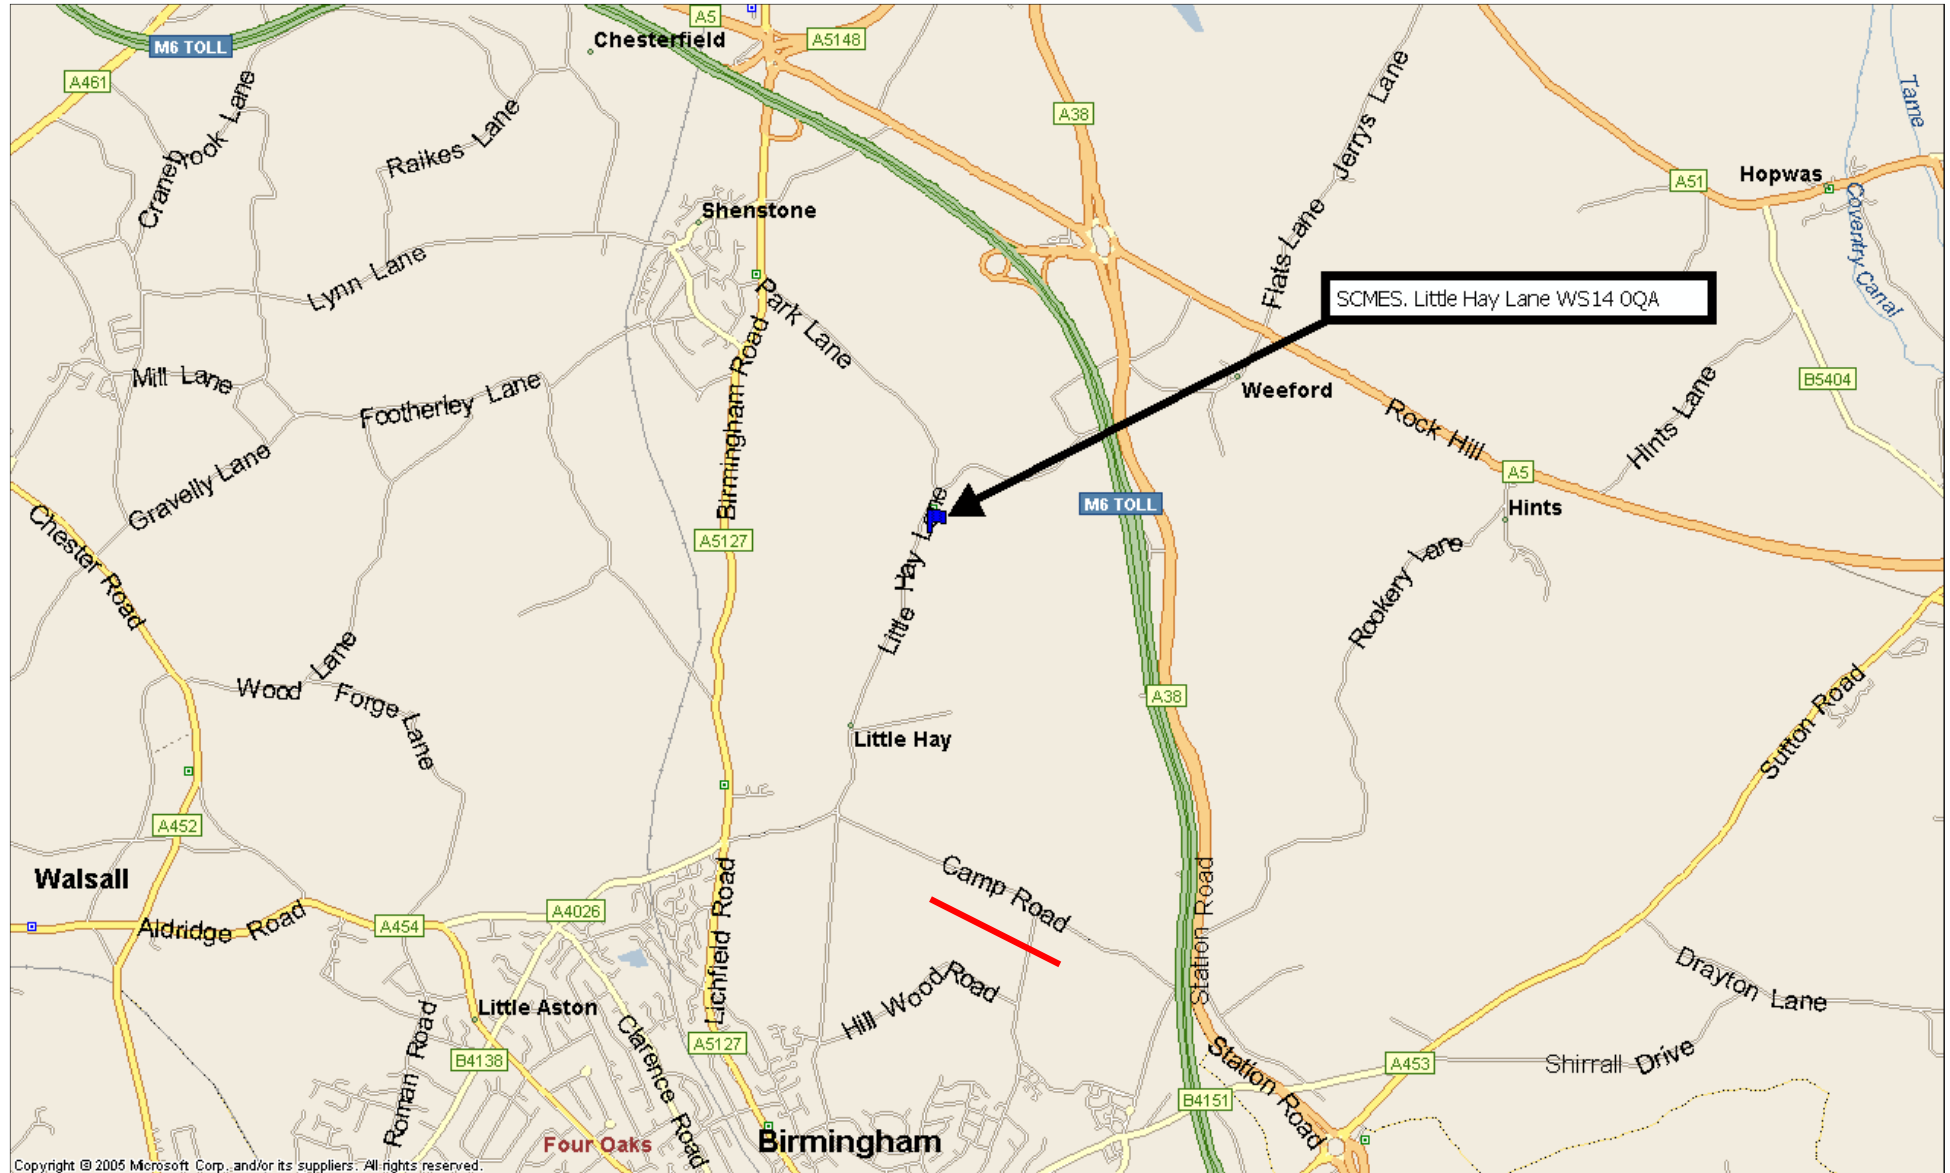 M6 TOLL
A5
A5148
Chesterfield
A461
A38
Cranebrook Lane
Raikes Lane
Jerrys Lane
Tame
Hopwas
A51
Shenstone
Coventry Canal
Flats Lane
Lynn Lane
Park Lane
SCMES. Little Hay Lane WS14 0QA
Birmingham Road
Mill Lane
Footherley Lane
Weeford
B5404
Rock Hill
Hints Lane
Gravelly Lane
A5
Hints
M6 TOLL
Chester Road
A5127
Little Hay Lane
Rookery Lane
Wood Lane
Forge Lane
A38
Sutton Road
Little Hay
A452
Walsall
Camp Road
Station Road
Aldridge Road
A454
A4026
Lichfield Road
Hill Wood Road
Drayton Lane
Little Aston
Roman Road
Clarence Road
A5127
B4138
Station Road
A453
Shirrall Drive
B4151
Four Oaks
Birmingham
Copyright © 2005 Microsoft Corp. and/or its suppliers. All rights reserved.